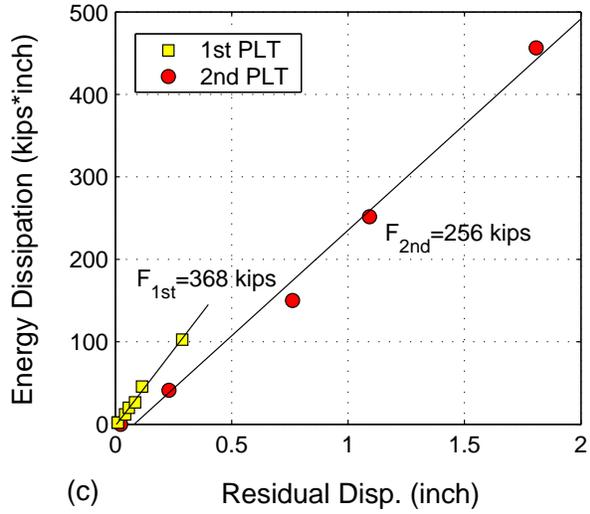 500
400
300
200
100
0
Energy Dissipation (kips*inch)
1st PLT
2nd PLT
F1st=368 kips
F2nd=256 kips
0 0.5 1 1.5 2
(c) Residual Disp. (inch)